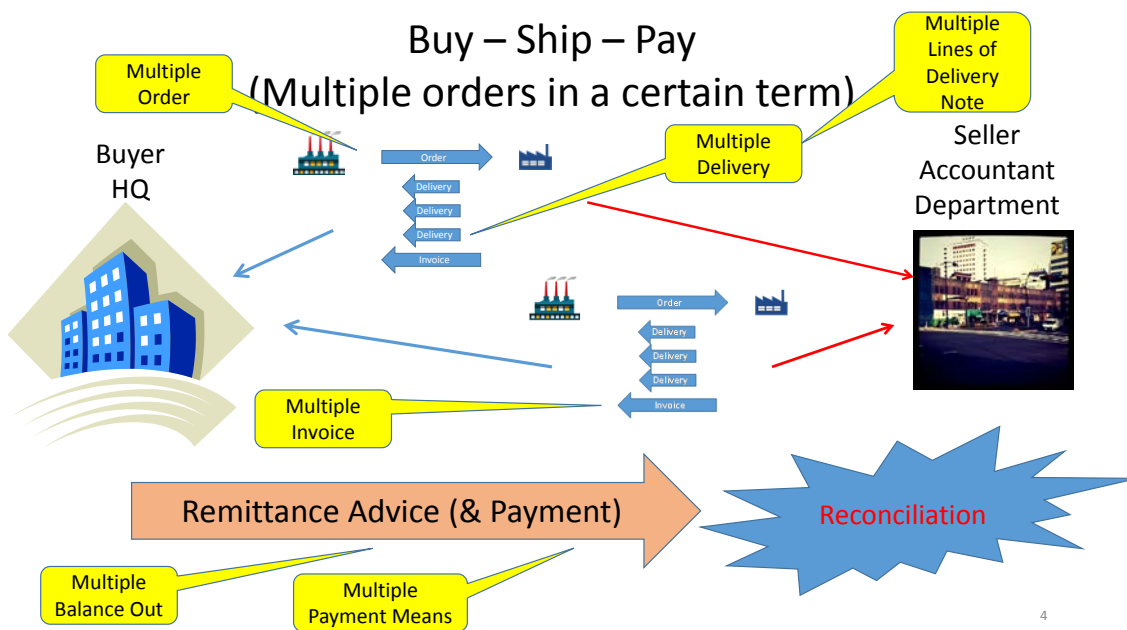 Buy – Ship – Pay
(Multiple orders in a certain term)
Multiple
Order
Multiple
Lines of
Delivery
Note
Multiple
Delivery
Buyer
HQ
Seller
Accountant
Department
Order
Delivery
Delivery
Delivery
Invoice
Order
Delivery
Delivery
Delivery
Invoice
Multiple
Invoice
Remittance Advice (& Payment)
Reconciliation
Multiple
Balance Out
Multiple
Payment Means
4